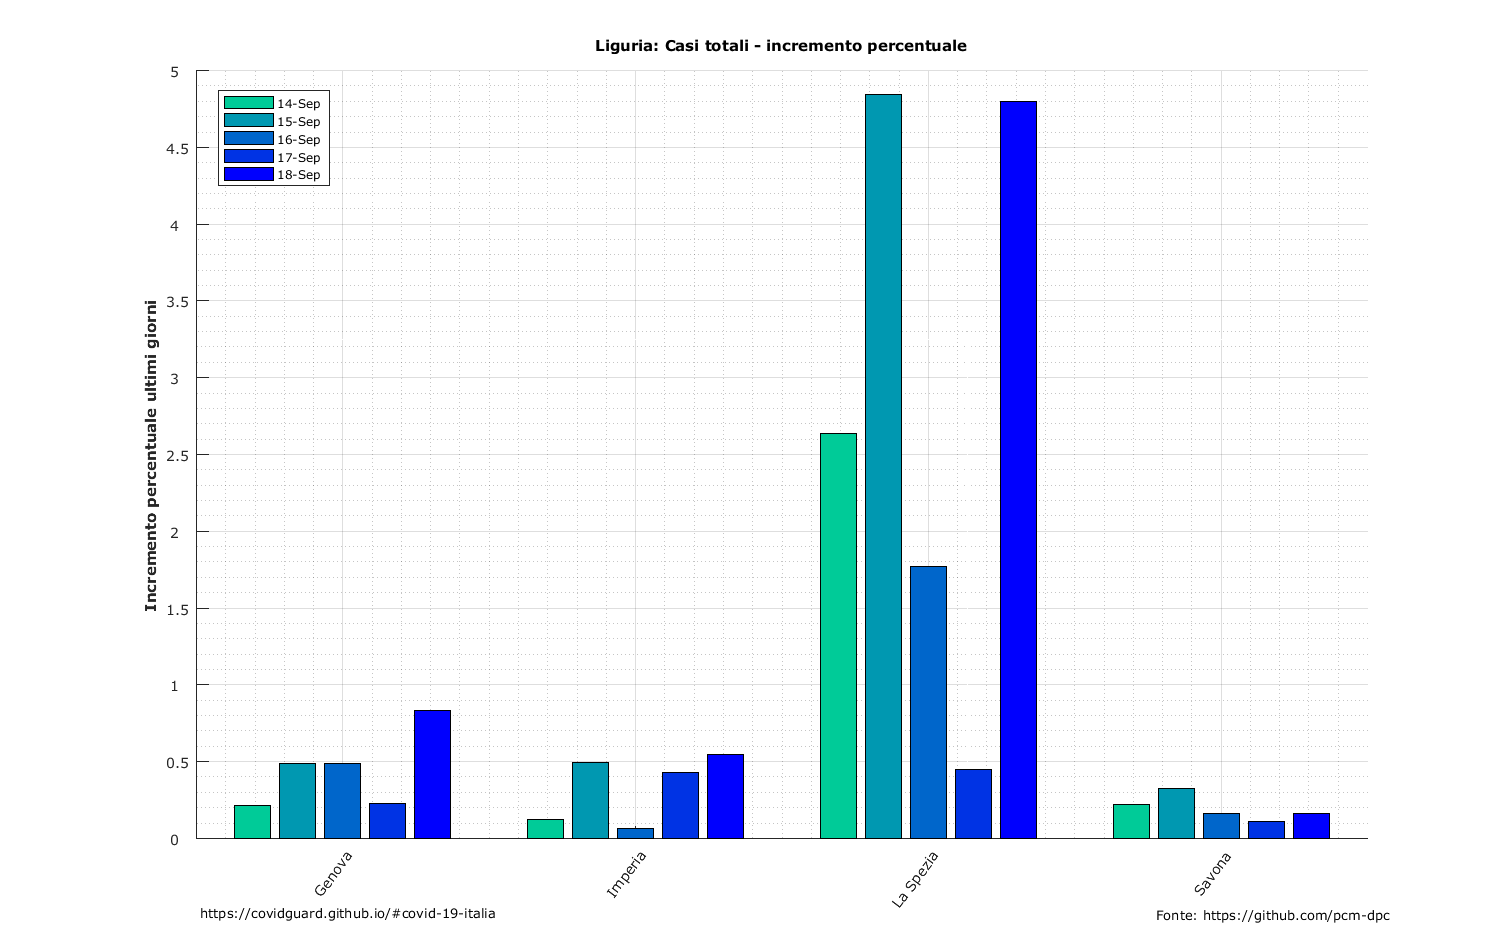 Liguria: Casi totali - incremento percentuale
14-Sep
15-Sep
16-Sep
17-Sep
18-Sep
Incremento percentuale ultimi giorni
5
4.5
4
3.5
3
2.5
2
1.5
1
0.5
0
Genova
Imperia
La Spezia
Savona
https://covidguard.github.io/#covid-19-italia
Fonte: https://github.com/pcm-dpc